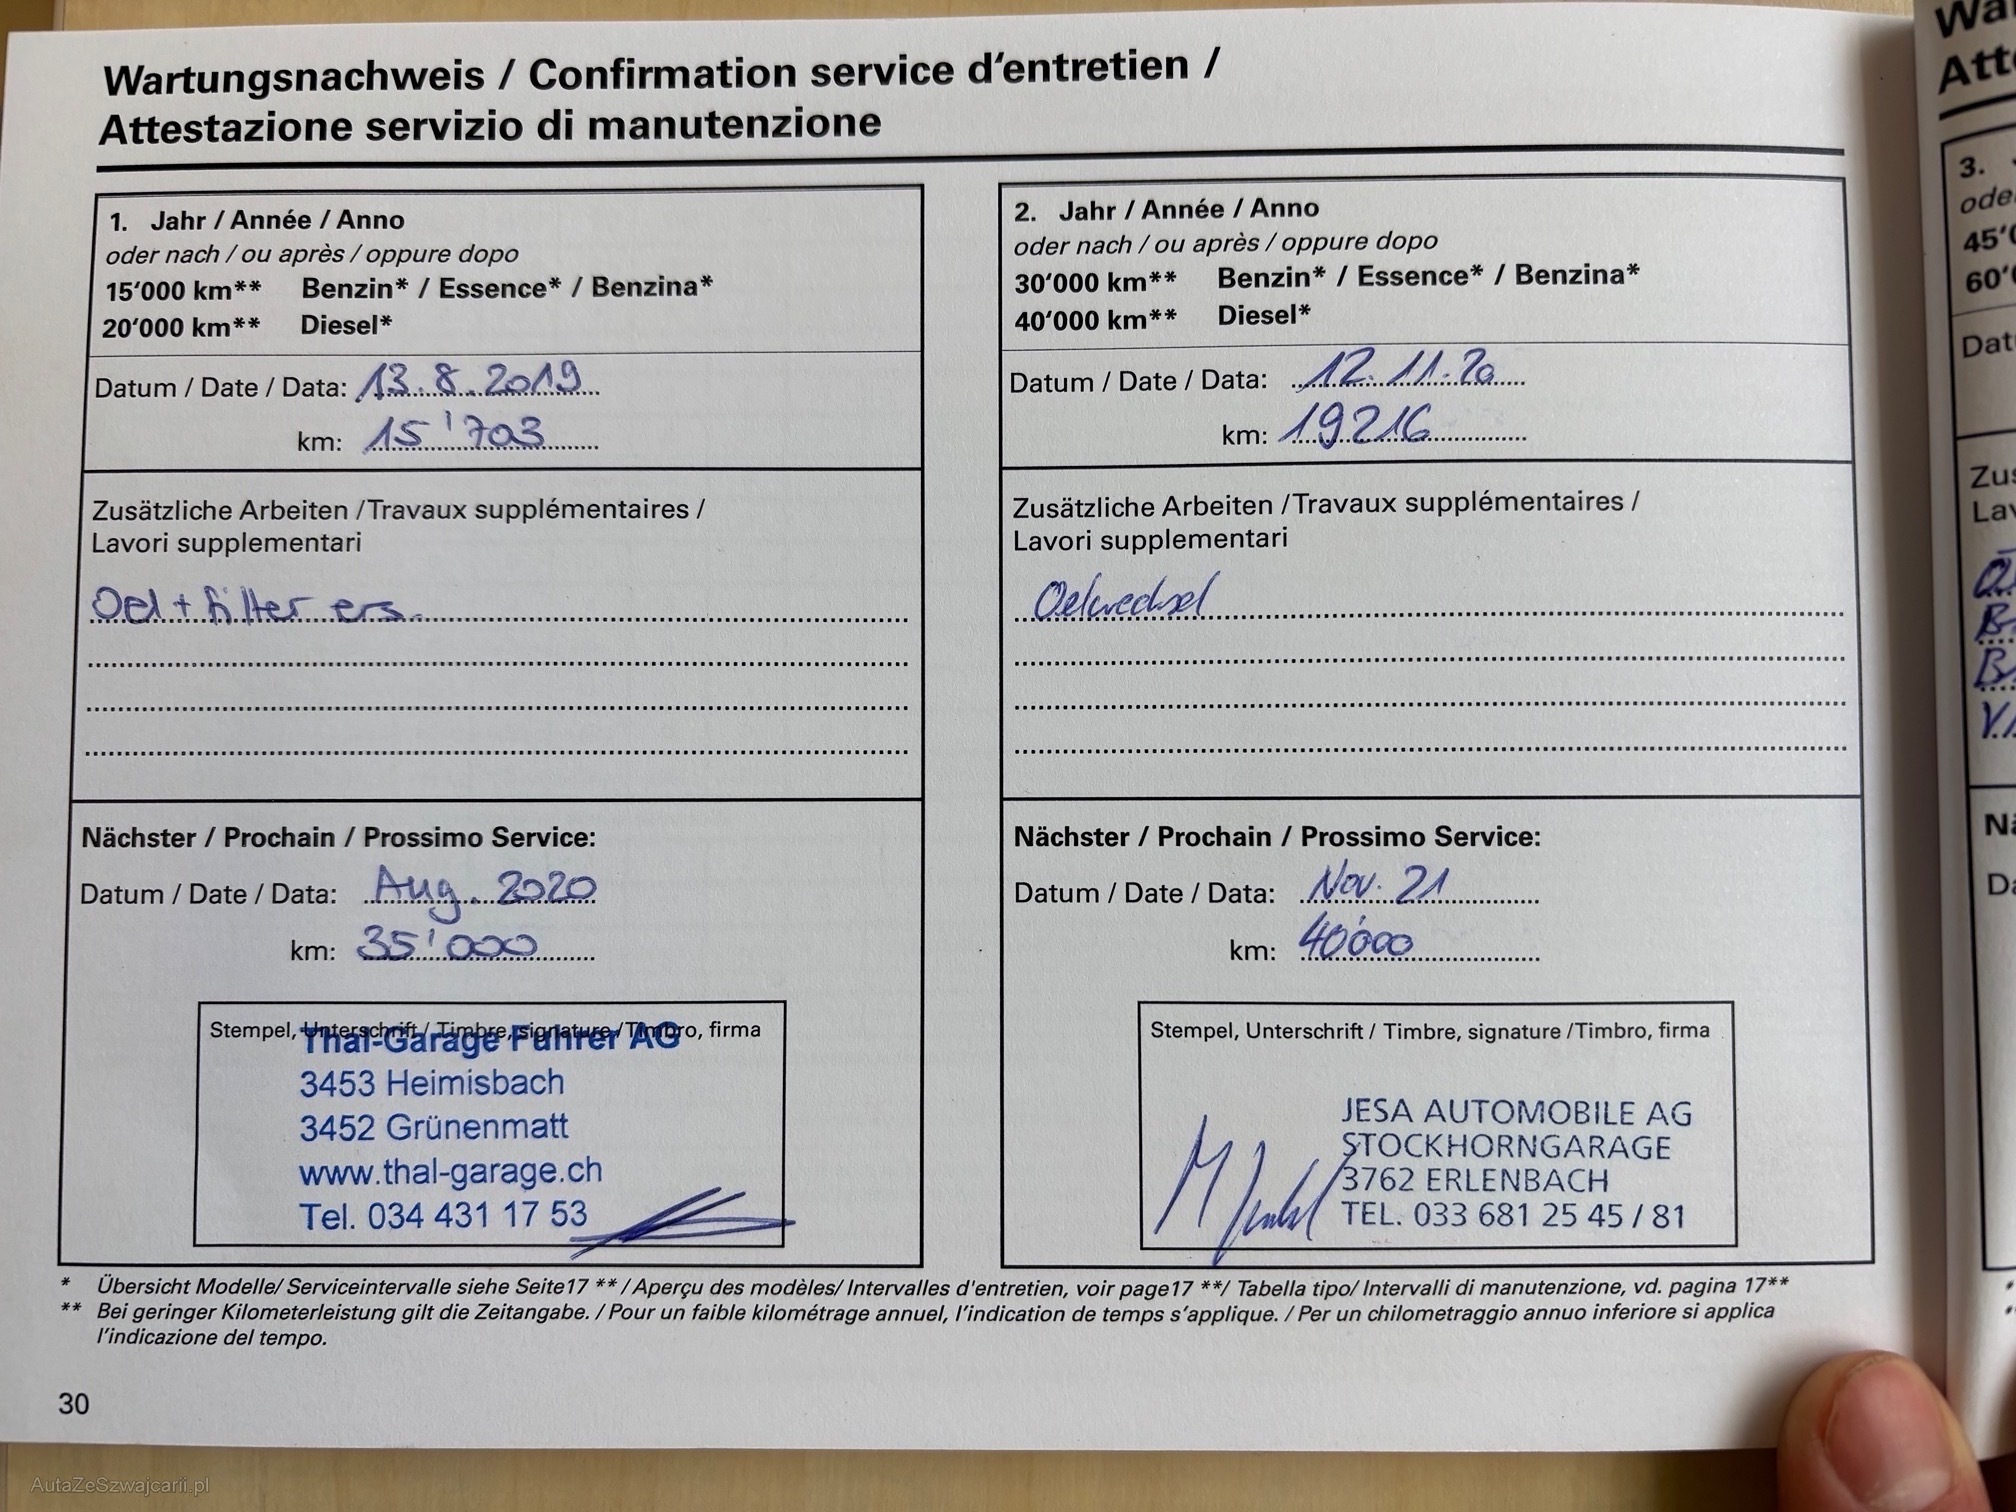 Wartungsnachweis / Confirmation service d'entretien /
Attestazione servizio di manutenzione
1. Jahr / Année / Anno
oder nach / ou après / oppure dopo
15'000 km** Benzin* / Essence* / Benzina*
20'000 km** Diesel*
Datum / Date / Data: 13.8.2019
km: 15'703
Zusätzliche Arbeiten / Travaux supplémentaires /
Lavori supplementari
Oel + filter ers.
Nächster / Prochain / Prossimo Service:
Datum / Date / Data: Aug. 2020
km: 35'000
Stempel, Unterschrift / Timbre, signature / Timbro, firma
Thal-Garage Fuhrer AG
3453 Heimisbach
3452 Grünenmatt
www.thal-garage.ch
Tel. 034 431 17 53
2. Jahr / Année / Anno
oder nach / ou après / oppure dopo
30'000 km** Benzin* / Essence* / Benzina*
40'000 km** Diesel*
Datum / Date / Data: 12.11.20
km: 19216
Zusätzliche Arbeiten / Travaux supplémentaires /
Lavori supplementari
Oelwechsel
Nächster / Prochain / Prossimo Service:
Datum / Date / Data: Nov. 21
km: 40'000
Stempel, Unterschrift / Timbre, signature / Timbro, firma
JESA AUTOMOBILE AG
STOCKHORNGARAGE
3762 ERLENBACH
TEL. 033 681 25 45 / 81
* Übersicht Modelle/ Serviceintervalle siehe Seite17 ** / Aperçu des modèles/ Intervalles d'entretien, voir page17 **/ Tabella tipo/ Intervalli di manutenzione, vd. pagina 17**
** Bei geringer Kilometerleistung gilt die Zeitangabe. / Pour un faible kilométrage annuel, l'indication de temps s'applique. / Per un chilometraggio annuo inferiore si applica
l'indicazione del tempo.
30
3.
45'
60'
AutaZeSzwajcarii.pl